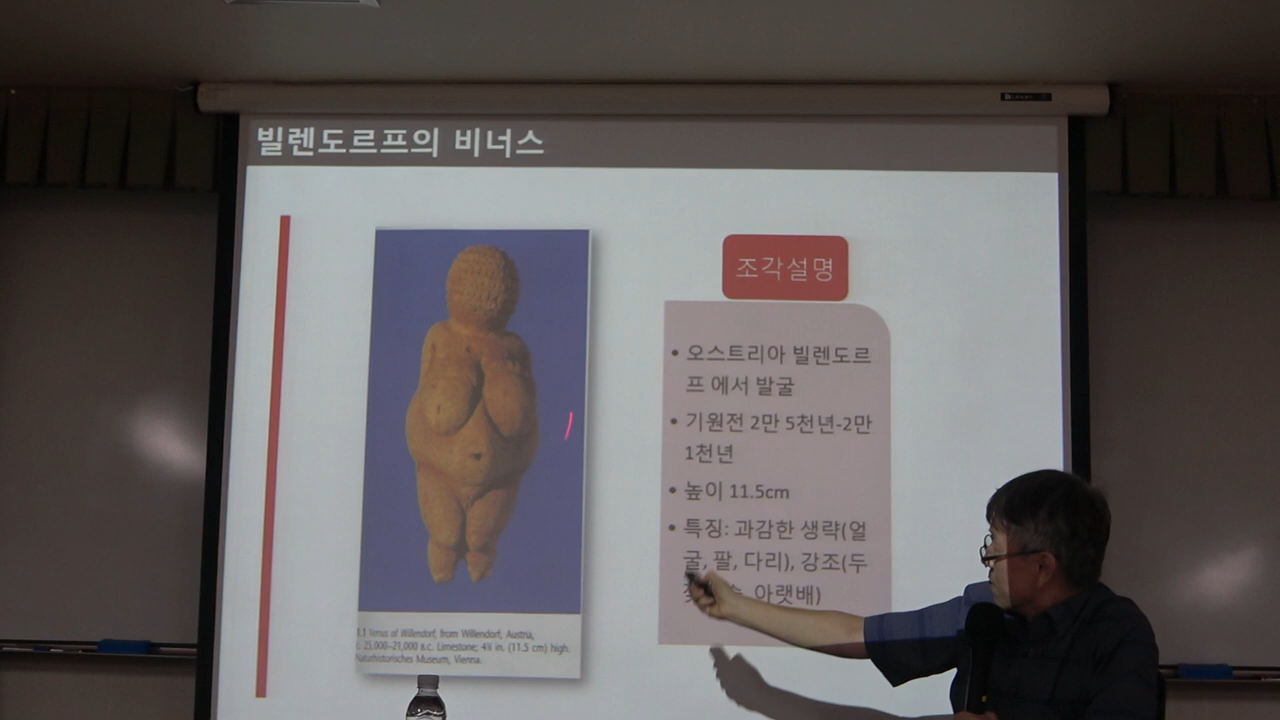 빌렌도르프의 비너스
조각설명
• 오스트리아 빌렌도르
프 에서 발굴
• 기원전 2만 5천년-2만
1천년
• 높이 11.5cm
• 특징: 과감한 생략(얼
굴, 팔, 다리), 강조(두
아랫배)
1.1 Venus of Willendorf, from Willendorf, Austria,
c. 25,000–21,000 B.C. Limestone; 4½ in. (11.5 cm) high.
Naturhistorisches Museum, Vienna.